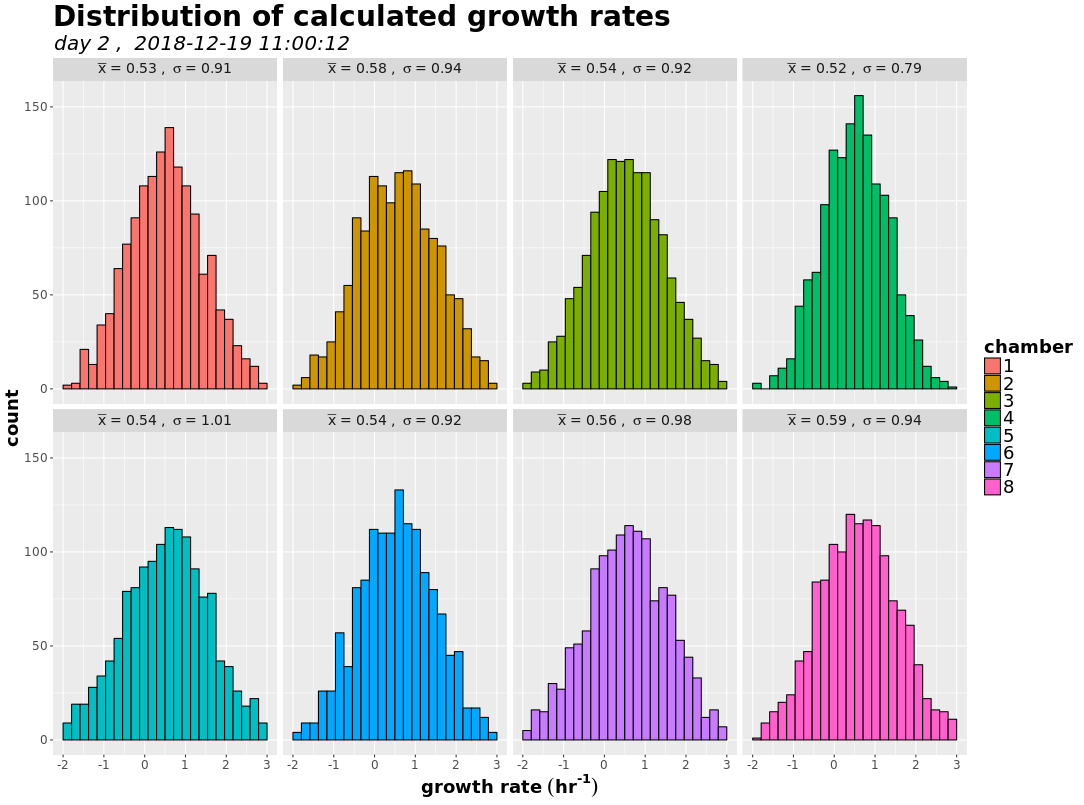 Distribution of calculated growth rates
day 2 ,  2018-12-19 11:00:12
x̅ = 0.53 ,  σ = 0.91
x̅ = 0.58 ,  σ = 0.94
x̅ = 0.54 ,  σ = 0.92
x̅ = 0.52 ,  σ = 0.79
150
100
50
0
count
x̅ = 0.54 ,  σ = 1.01
x̅ = 0.54 ,  σ = 0.92
x̅ = 0.56 ,  σ = 0.98
x̅ = 0.59 ,  σ = 0.94
150
100
50
0
-2 -1 0 1 2 3
-2 -1 0 1 2 3
-2 -1 0 1 2 3
-2 -1 0 1 2 3
growth rate (hr⁻¹)
chamber
1
2
3
4
5
6
7
8